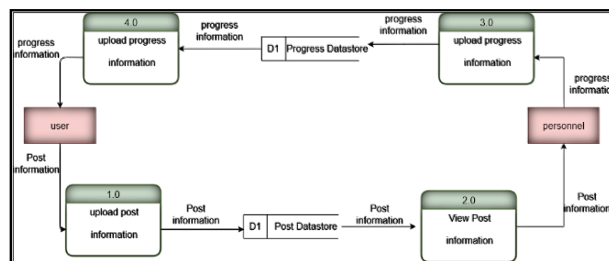 4.0
upload progress
information
progress
information
progress
information
D1 Progress Datastore
progress
information
3.0
upload progress
information
progress
information
user
personnel
Post
information
1.0
upload post
information
Post
information
D1 Post Datastore
Post
information
2.0
View Post
information
Post
information